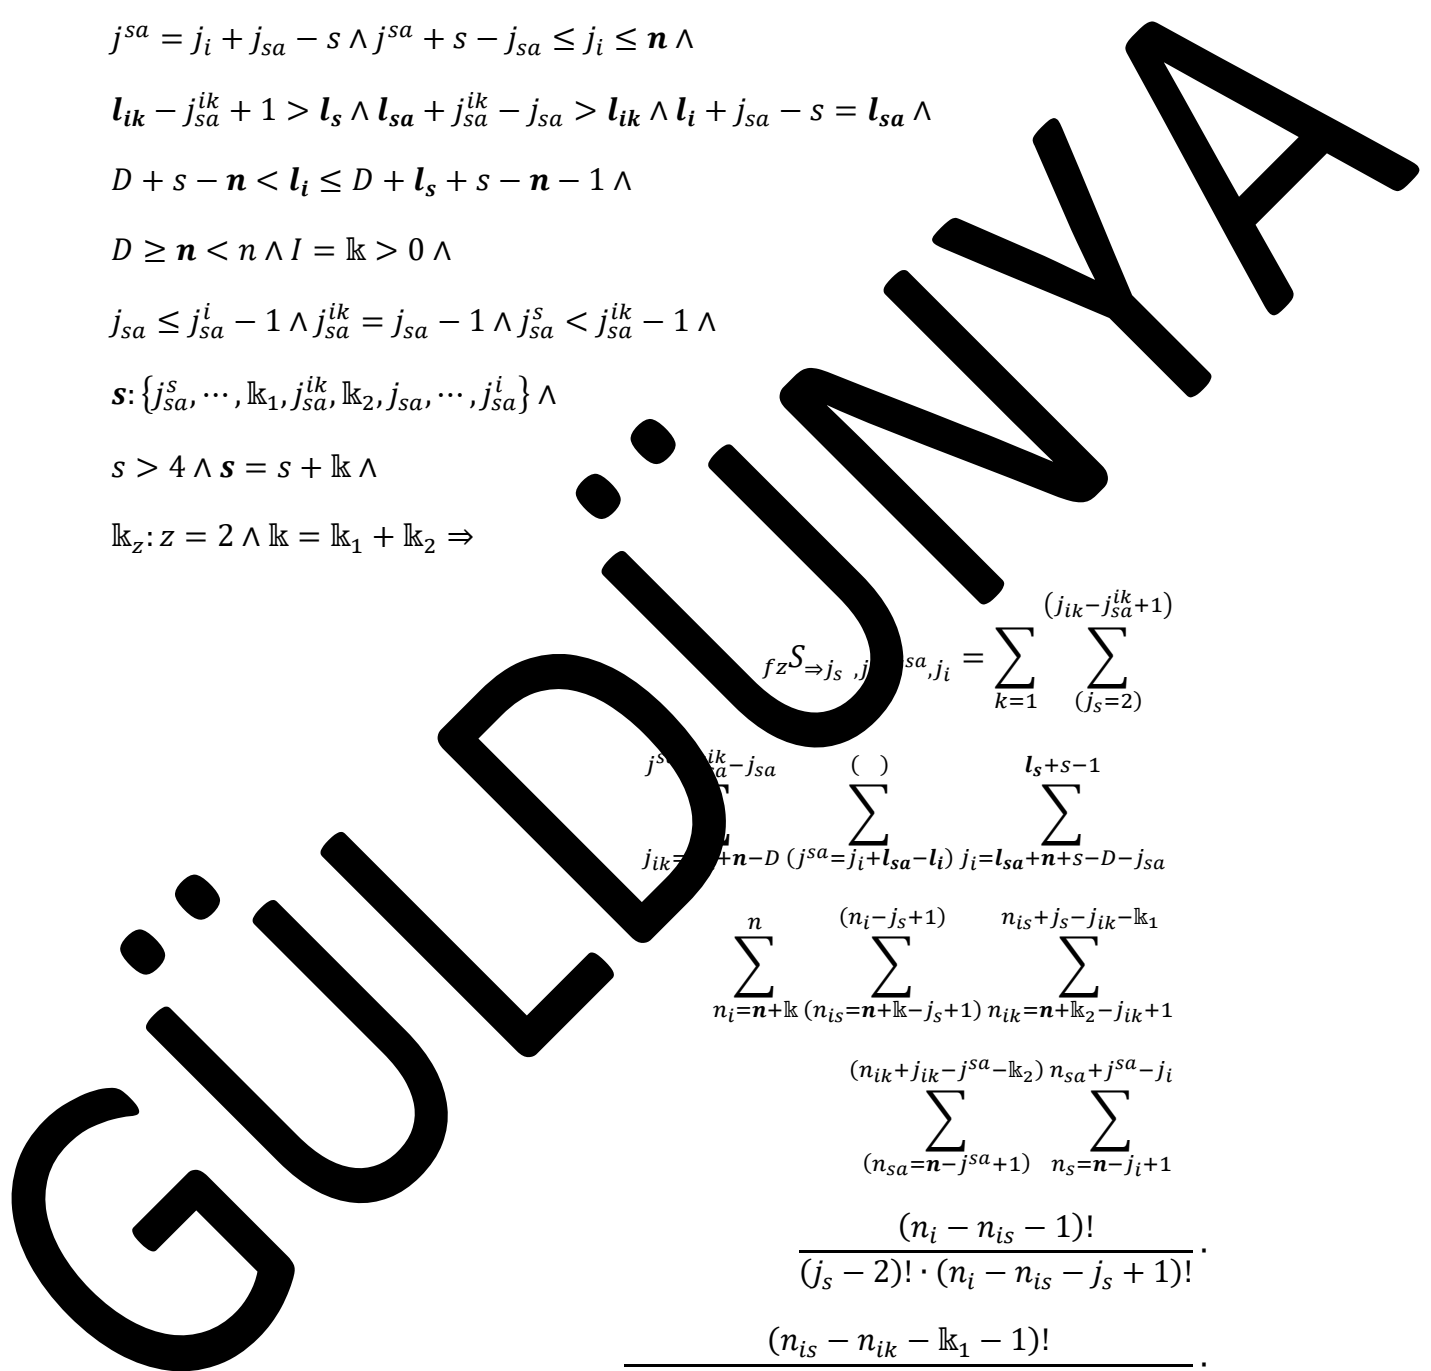 j^{sa} = j_i + j_{sa} − s ∧ j^{sa} + s − j_{sa} ≤ j_i ≤ 𝒏 ∧
𝒍_{𝒊𝒌} − j_{sa}^{ik} + 1 > 𝒍_𝒔 ∧ 𝒍_{𝒔𝒂} + j_{sa}^{ik} − j_{sa} > 𝒍_{𝒊𝒌} ∧ 𝒍_𝒊 + j_{sa} − s = 𝒍_{𝒔𝒂} ∧
D + s − 𝒏 < 𝒍_𝒊 ≤ D + 𝒍_𝒔 + s − 𝒏 − 1 ∧
D ≥ 𝒏 < n ∧ I = 𝕜 > 0 ∧
j_{sa} ≤ j_{sa}^{i} − 1 ∧ j_{sa}^{ik} = j_{sa} − 1 ∧ j_{sa}^{s} < j_{sa}^{ik} − 1 ∧
𝒔: {j_{sa}^{s}, ⋯, 𝕜_1, j_{sa}^{ik}, 𝕜_2, j_{sa}, ⋯, j_{sa}^{i}} ∧
s > 4 ∧ 𝒔 = s + 𝕜 ∧
𝕜_z: z = 2 ∧ 𝕜 = 𝕜_1 + 𝕜_2 ⇒
_{fz}S_{⇒j_s ,j sa,j_i} = ∑_{k=1} ∑_{(j_s=2)}^{(j_{ik}−j_{sa}^{ik}+1)}
∑_{j_{ik}= +𝒏−D}^{j ik−j_{sa}} ∑_{(j^{sa}=j_i+𝒍_{𝒔𝒂}−𝒍_𝒊)}^{( )} ∑_{j_i=𝒍_{𝒔𝒂}+𝒏+s−D−j_{sa}}^{𝒍_𝒔+s−1}
∑_{n_i=𝒏+𝕜}^{n} ∑_{(n_{is}=𝒏+𝕜−j_s+1)}^{(n_i−j_s+1)} ∑_{n_{ik}=𝒏+𝕜_2−j_{ik}+1}^{n_{is}+j_s−j_{ik}−𝕜_1}
∑_{(n_{sa}=𝒏−j^{sa}+1)}^{(n_{ik}+j_{ik}−j^{sa}−𝕜_2)} ∑_{n_s=𝒏−j_i+1}^{n_{sa}+j^{sa}−j_i}
(n_i − n_{is} − 1)!
(j_s − 2)! · (n_i − n_{is} − j_s + 1)! ·
(n_{is} − n_{ik} − 𝕜_1 − 1)! ·
GÜLDÜNYA